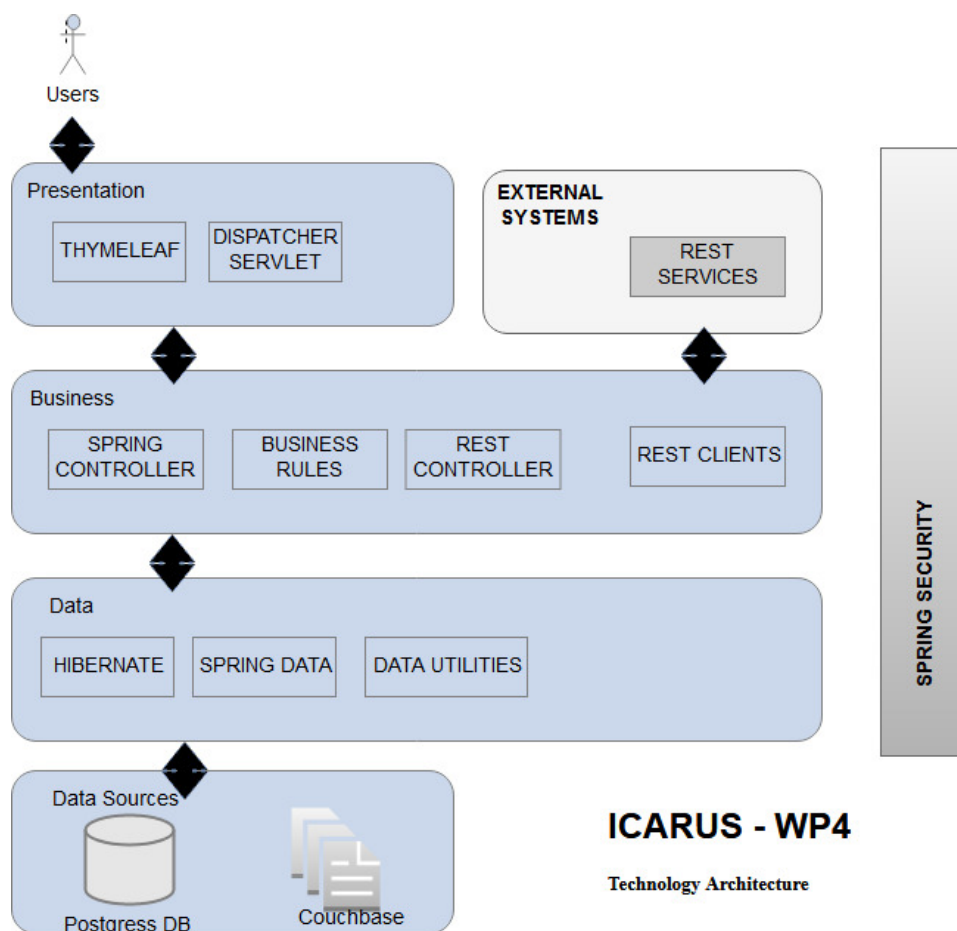 Users
Presentation
THYMELEAF
DISPATCHER
SERVLET
EXTERNAL
SYSTEMS
REST
SERVICES
Business
SPRING
CONTROLLER
BUSINESS
RULES
REST
CONTROLLER
REST CLIENTS
Data
HIBERNATE
SPRING DATA
DATA UTILITIES
Data Sources
Postgress DB
Couchbase
SPRING SECURITY
ICARUS - WP4
Technology Architecture